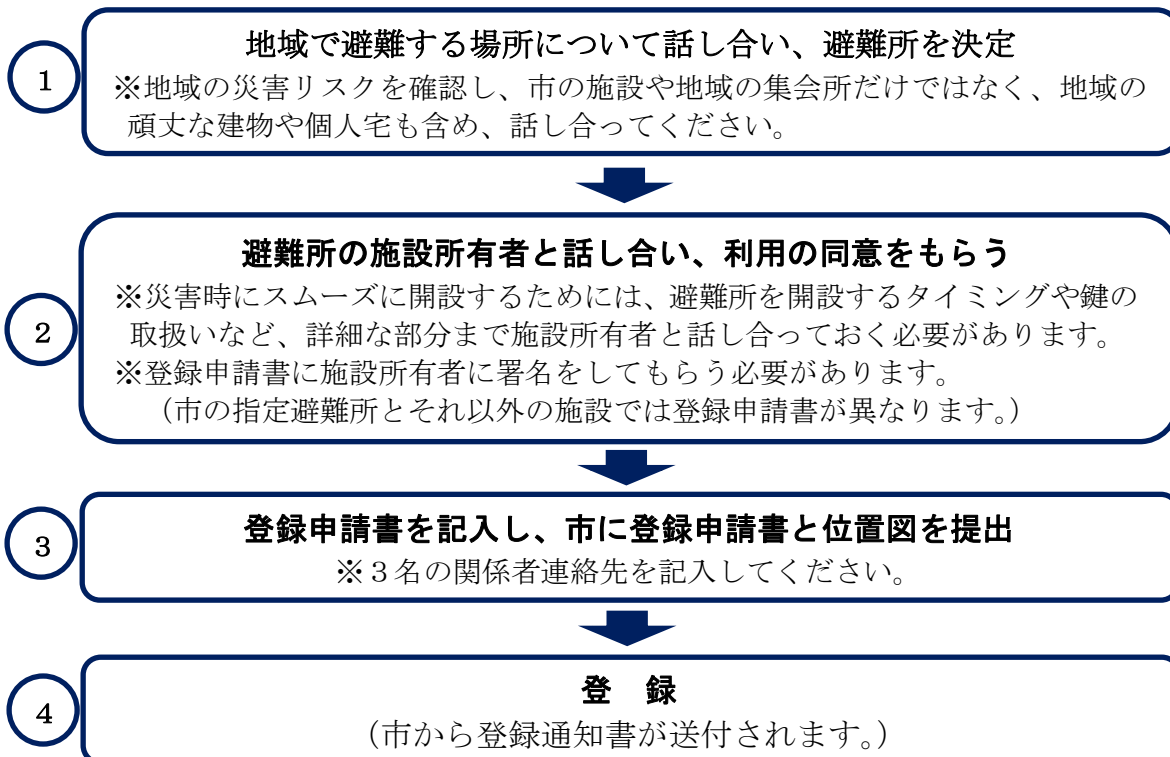 地域で避難する場所について話し合い、避難所を決定
1
※地域の災害リスクを確認し、市の施設や地域の集会所だけではなく、地域の
頑丈な建物や個人宅も含め、話し合ってください。
避難所の施設所有者と話し合い、利用の同意をもらう
※災害時にスムーズに開設するためには、避難所を開設するタイミングや鍵の
2
取扱いなど、詳細な部分まで施設所有者と話し合っておく必要があります。
※登録申請書に施設所有者に署名をしてもらう必要があります。
（市の指定避難所とそれ以外の施設では登録申請書が異なります。）
登録申請書を記入し、市に登録申請書と位置図を提出
3
※３名の関係者連絡先を記入してください。
登　録
4
（市から登録通知書が送付されます。）